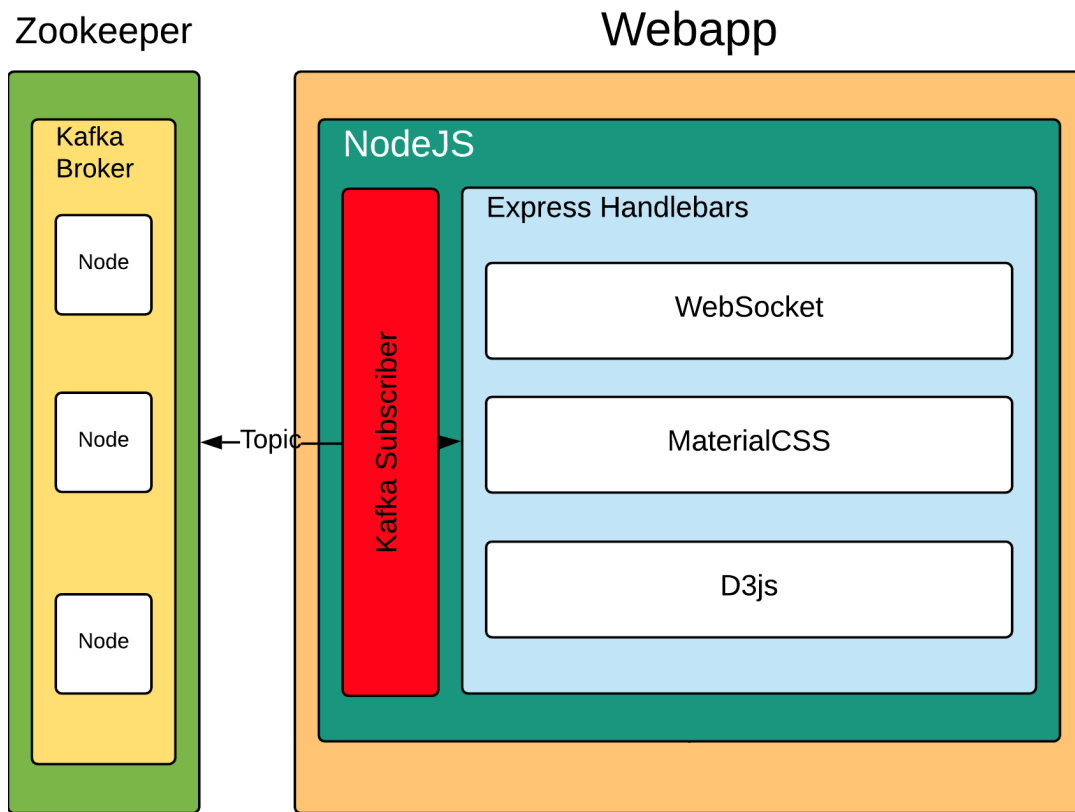 Zookeeper
Webapp
Kafka
Broker
Node
Node
Node
Topic
NodeJS
Kafka Subscriber
Express Handlebars
WebSocket
MaterialCSS
D3js